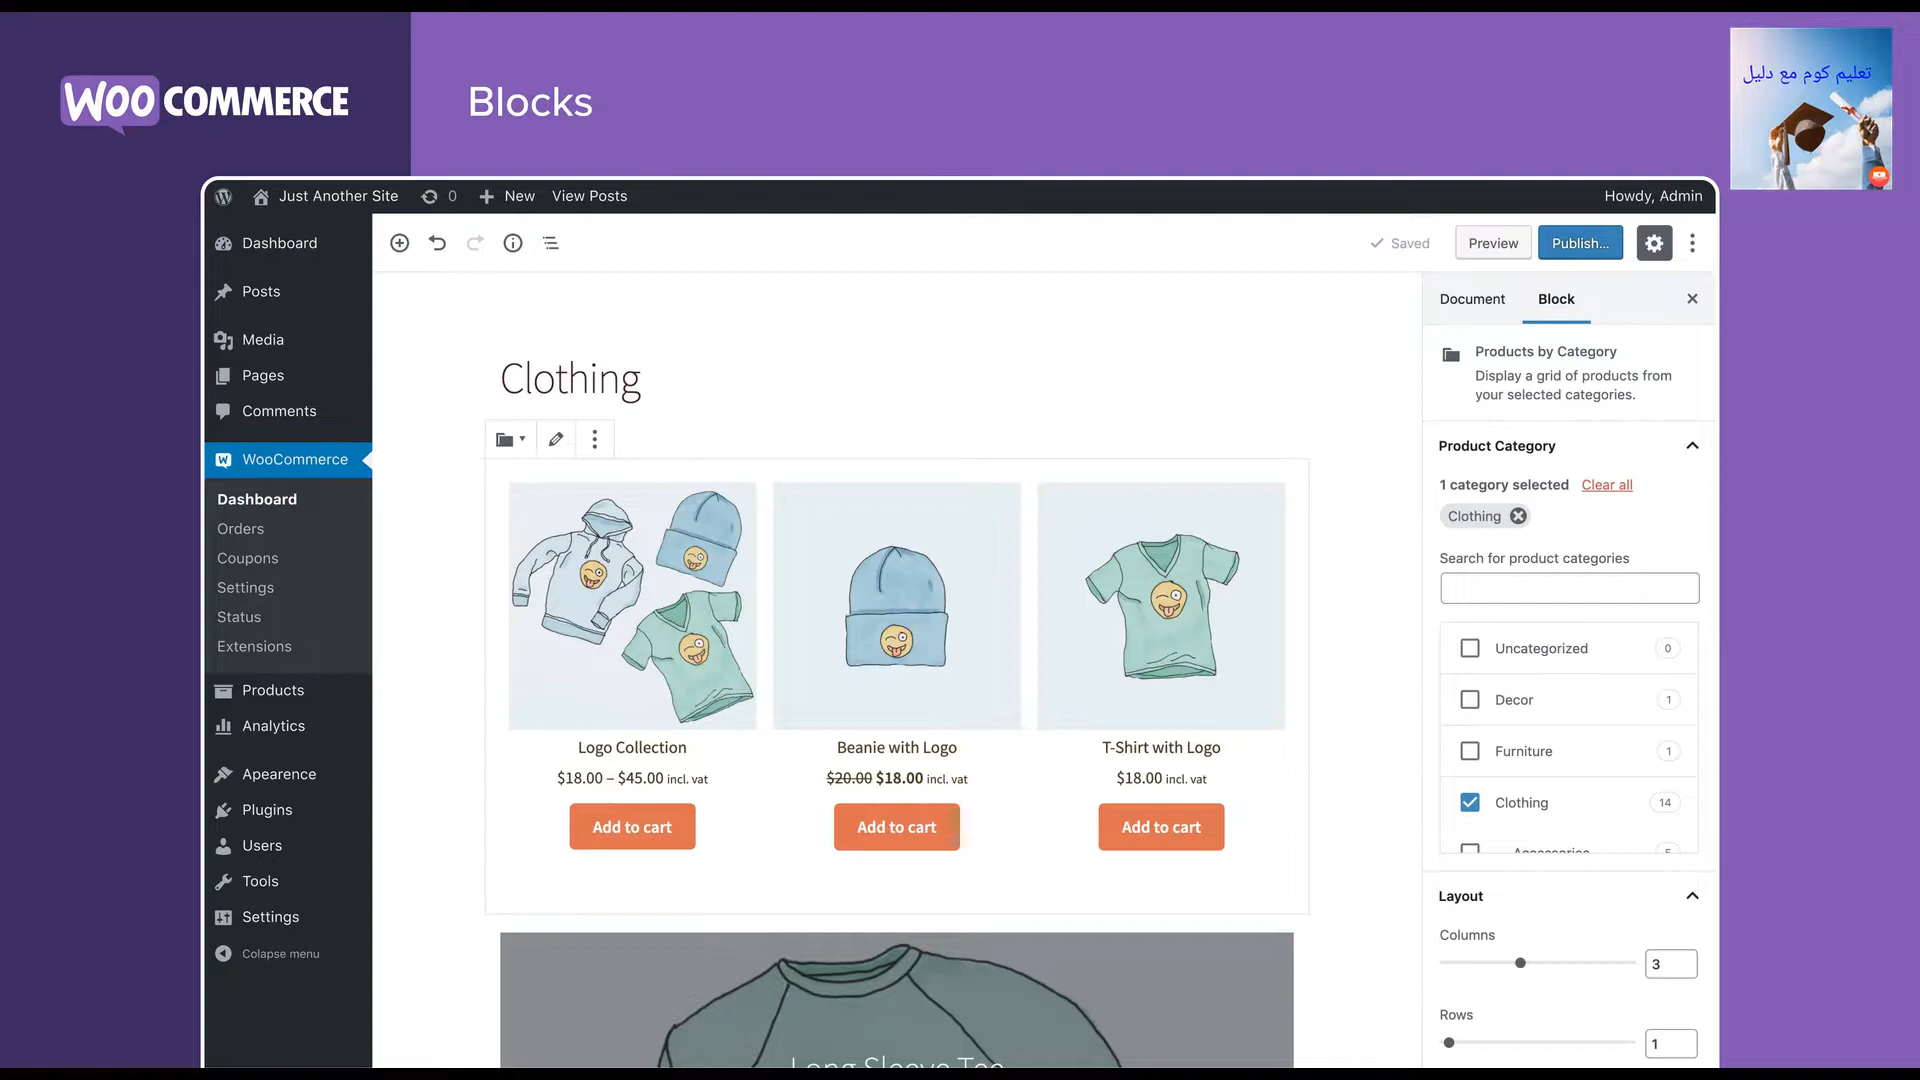 WOO COMMERCE
Blocks
تعليم كوم مع دليل
Just Another Site
0
New
View Posts
Howdy, Admin
Dashboard
Posts
Media
Pages
Comments
WooCommerce
Dashboard
Orders
Coupons
Settings
Status
Extensions
Products
Analytics
Apearence
Plugins
Users
Tools
Settings
Colapse menu
Saved
Preview
Publish...
Clothing
Logo Collection
$18.00 – $45.00 incl. vat
Add to cart
Beanie with Logo
$20.00 $18.00 incl. vat
Add to cart
T-Shirt with Logo
$18.00 incl. vat
Add to cart
Long Sleeve Tee
Document
Block
Products by Category
Display a grid of products from
your selected categories.
Product Category
1 category selected Clear all
Clothing
Search for product categories
Uncategorized 0
Decor 1
Furniture 1
Clothing 14
Accessories 5
Layout
Columns
3
Rows
1